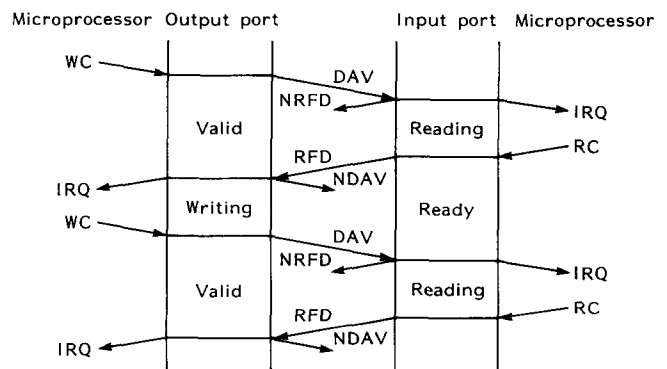 Microprocessor Output port Input port Microprocessor
WC
DAV
NRFD
IRQ
Valid
Reading
RFD
RC
IRQ
NDAV
Writing
Ready
WC
DAV
NRFD
IRQ
Valid
Reading
RFD
RC
IRQ
NDAV